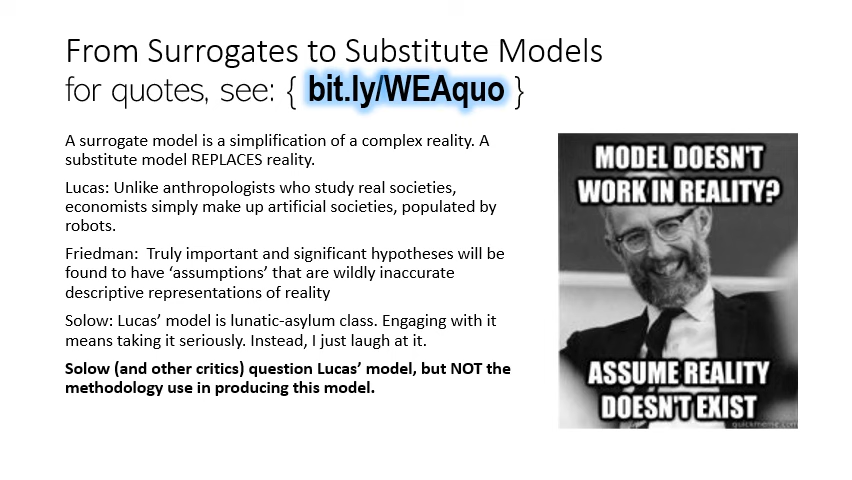 From Surrogates to Substitute Models
for quotes, see: { bit.ly/WEAquo }
A surrogate model is a simplification of a complex reality. A
substitute model REPLACES reality.
Lucas: Unlike anthropologists who study real societies,
economists simply make up artificial societies, populated by
robots.
Friedman:  Truly important and significant hypotheses will be
found to have ‘assumptions’ that are wildly inaccurate
descriptive representations of reality
Solow: Lucas’ model is lunatic-asylum class. Engaging with it
means taking it seriously. Instead, I just laugh at it.
Solow (and other critics) question Lucas’ model, but NOT the
methodology use in producing this model.
MODEL DOESN'T
WORK IN REALITY?
ASSUME REALITY
DOESN'T EXIST
quickmeme.com